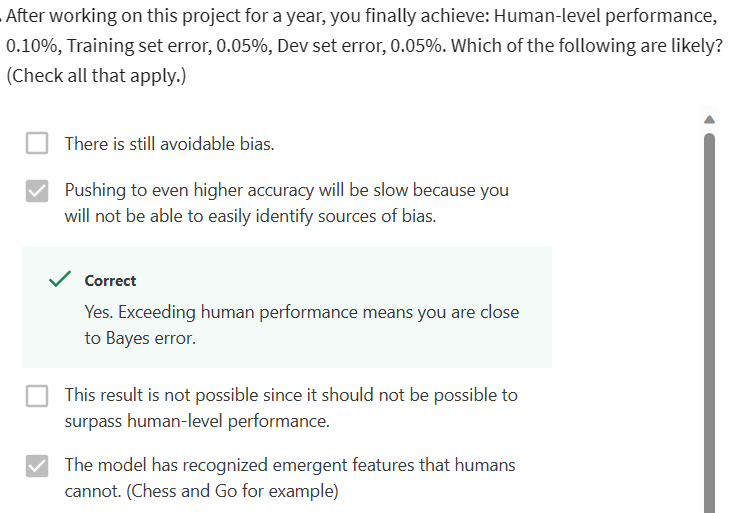 After working on this project for a year, you finally achieve: Human-level performance,
0.10%, Training set error, 0.05%, Dev set error, 0.05%. Which of the following are likely?
(Check all that apply.)
There is still avoidable bias.
Pushing to even higher accuracy will be slow because you
will not be able to easily identify sources of bias.
Correct
Yes. Exceeding human performance means you are close
to Bayes error.
This result is not possible since it should not be possible to
surpass human-level performance.
The model has recognized emergent features that humans
cannot. (Chess and Go for example)